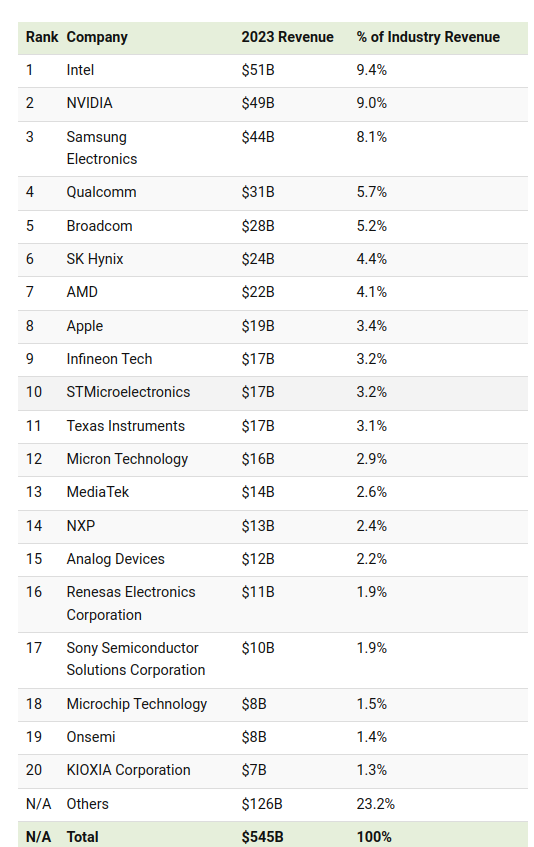 Rank Company 2023 Revenue % of Industry Revenue
1 Intel $51B 9.4%
2 NVIDIA $49B 9.0%
3 Samsung $44B 8.1%
Electronics
4 Qualcomm $31B 5.7%
5 Broadcom $28B 5.2%
6 SK Hynix $24B 4.4%
7 AMD $22B 4.1%
8 Apple $19B 3.4%
9 Infineon Tech $17B 3.2%
10 STMicroelectronics $17B 3.2%
11 Texas Instruments $17B 3.1%
12 Micron Technology $16B 2.9%
13 MediaTek $14B 2.6%
14 NXP $13B 2.4%
15 Analog Devices $12B 2.2%
16 Renesas Electronics $11B 1.9%
Corporation
17 Sony Semiconductor $10B 1.9%
Solutions Corporation
18 Microchip Technology $8B 1.5%
19 Onsemi $8B 1.4%
20 KIOXIA Corporation $7B 1.3%
N/A Others $126B 23.2%
N/A Total $545B 100%